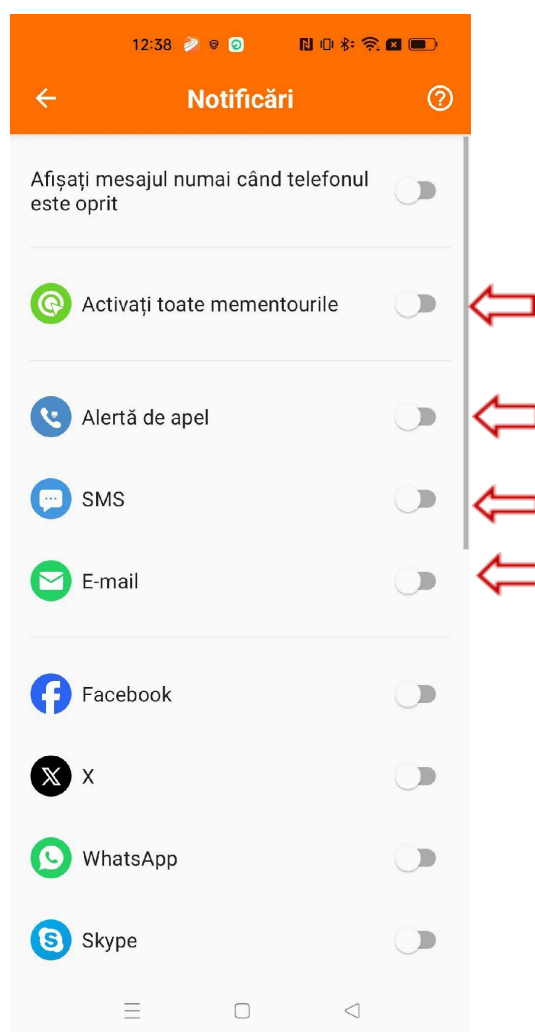 12:38
Notificări
Afișați mesajul numai când telefonul
este oprit
Activați toate mementourile
Alertă de apel
SMS
E-mail
Facebook
X
WhatsApp
Skype